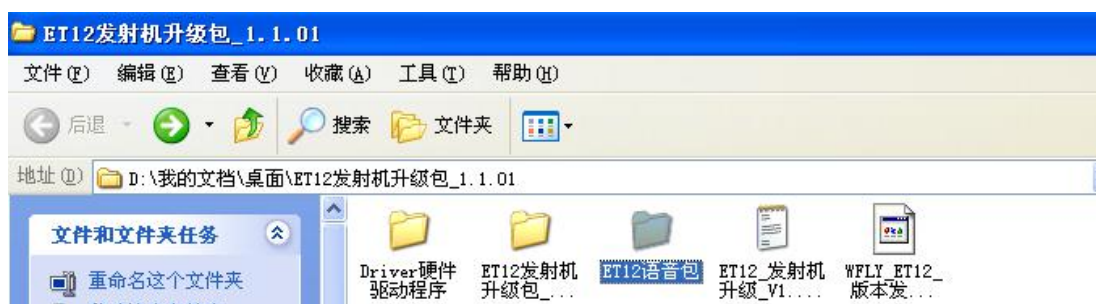 ET12发射机升级包_1.1.01
文件(F) 编辑(E) 查看(V) 收藏(A) 工具(T) 帮助(H)
后退 搜索 文件夹
地址(D) D:\我的文档\桌面\ET12发射机升级包_1.1.01
文件和文件夹任务
重命名这个文件夹
Driver硬件
驱动程序
ET12发射机
升级包_...
ET12语音包
ET12_发射机
升级_V1....
WFLY_ET12_
版本发...